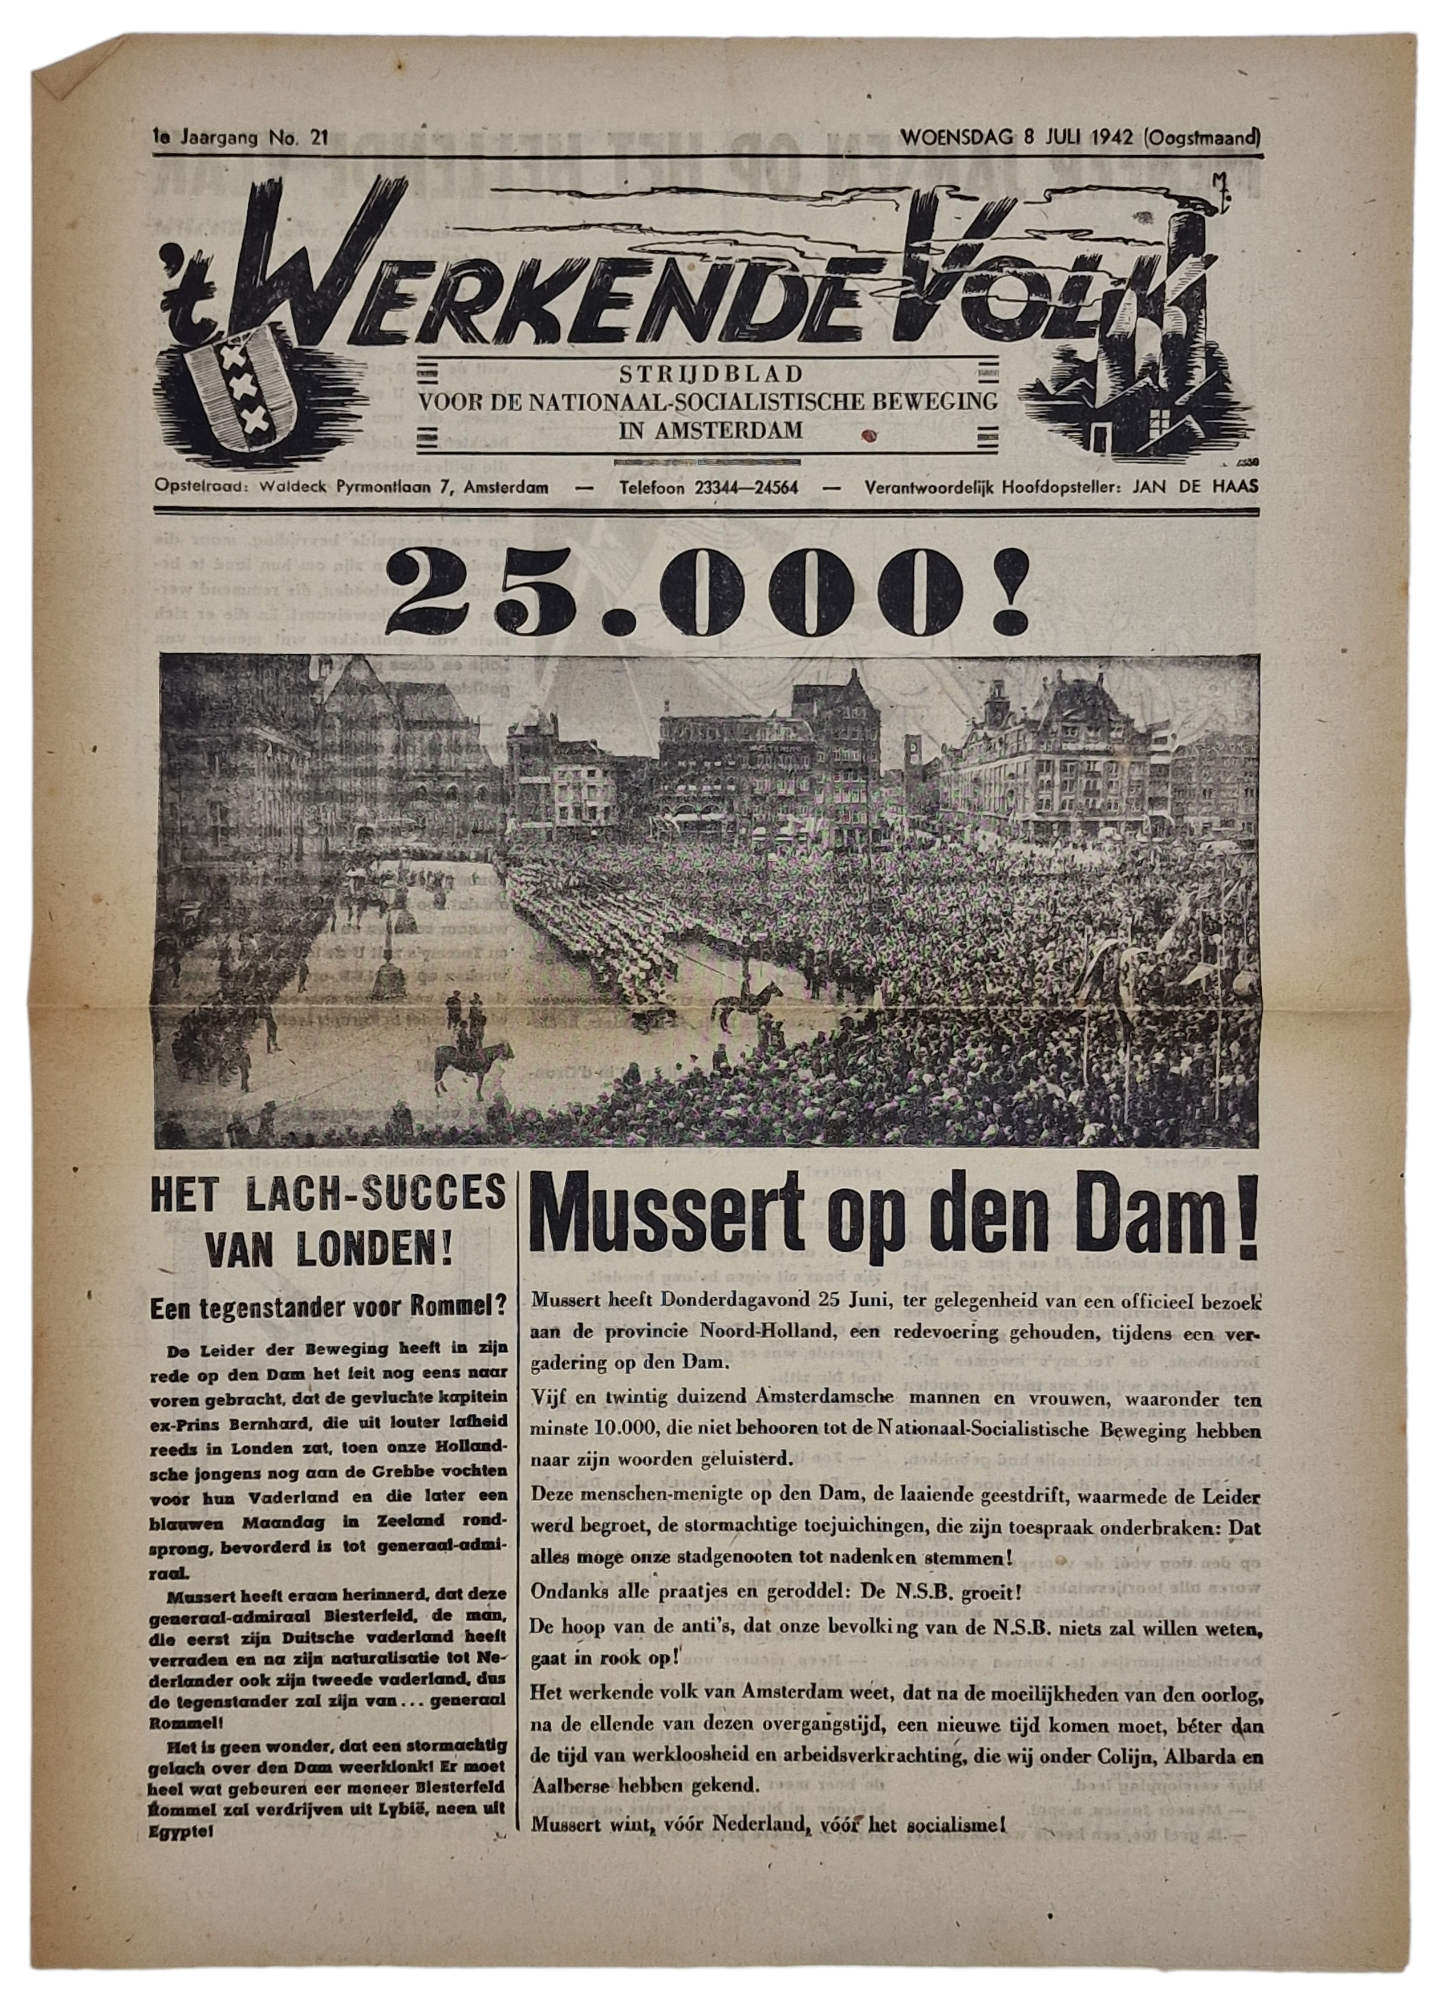 1e Jaargang No. 21
WOENSDAG 8 JULI 1942 (Oogstmaand)
't WERKENDE VOLK
STRIJDBLAD
VOOR DE NATIONAAL-SOCIALISTISCHE BEWEGING
IN AMSTERDAM
Opstelraad: Waldeck Pyrmontlaan 7, Amsterdam — Telefoon 23344—24564 — Verantwoordelijk Hoofdopsteller: JAN DE HAAS
25.000!
HET LACH-SUCCES
VAN LONDEN!
Een tegenstander voor Rommel?
De Leider der Beweging heeft in zijn
rede op den Dam het feit nog eens naar
voren gebracht, dat de gevluchte kapitein
ex-Prins Bernhard, die uit louter lafheid
reeds in Londen zat, toen onze Holland-
sche jongens nog aan de Grebbe vochten
voor hun Vaderland en die later een
blauwen Maandag in Zeeland rond-
sprong, bevorderd is tot generaal-admi-
raal.
Mussert heeft eraan herinnerd, dat deze
generaal-admiraal Biesterfeld, de man,
die eerst zijn Duitsche vaderland heeft
verraden en na zijn naturalisatie tot Ne-
derlander ook zijn tweede vaderland, dus
de tegenstander zal zijn van... generaal
Rommel!
Het is geen wonder, dat een stormachtig
gelach over den Dam weerklonk! Er moet
heel wat gebeuren eer meneer Biesterfeld
Rommel zal verdrijven uit Lybië, neen uit
Egypte!
Mussert op den Dam!
Mussert heeft Donderdagavond 25 Juni, ter gelegenheid van een officieel bezoek
aan de provincie Noord-Holland, een redevoering gehouden, tijdens een ver-
gadering op den Dam.
Vijf en twintig duizend Amsterdamsche mannen en vrouwen, waaronder ten
minste 10.000, die niet behooren tot de Nationaal-Socialistische Beweging hebben
naar zijn woorden geluisterd.
Deze menschen-menigte op den Dam, de laaiende geestdrift, waarmede de Leider
werd begroet, de stormachtige toejuichingen, die zijn toespraak onderbraken: Dat
alles moge onze stadgenooten tot nadenken stemmen!
Ondanks alle praatjes en geroddel: De N.S.B. groeit!
De hoop van de anti's, dat onze bevolking van de N.S.B. niets zal willen weten,
gaat in rook op!
Het werkende volk van Amsterdam weet, dat na de moeilijkheden van den oorlog,
na de ellende van dezen overgangstijd, een nieuwe tijd komen moet, béter dan
de tijd van werkloosheid en arbeidsverkrachting, die wij onder Colijn, Albarda en
Aalberse hebben gekend.
Mussert wint, vóór Nederland, vóór het socialisme!